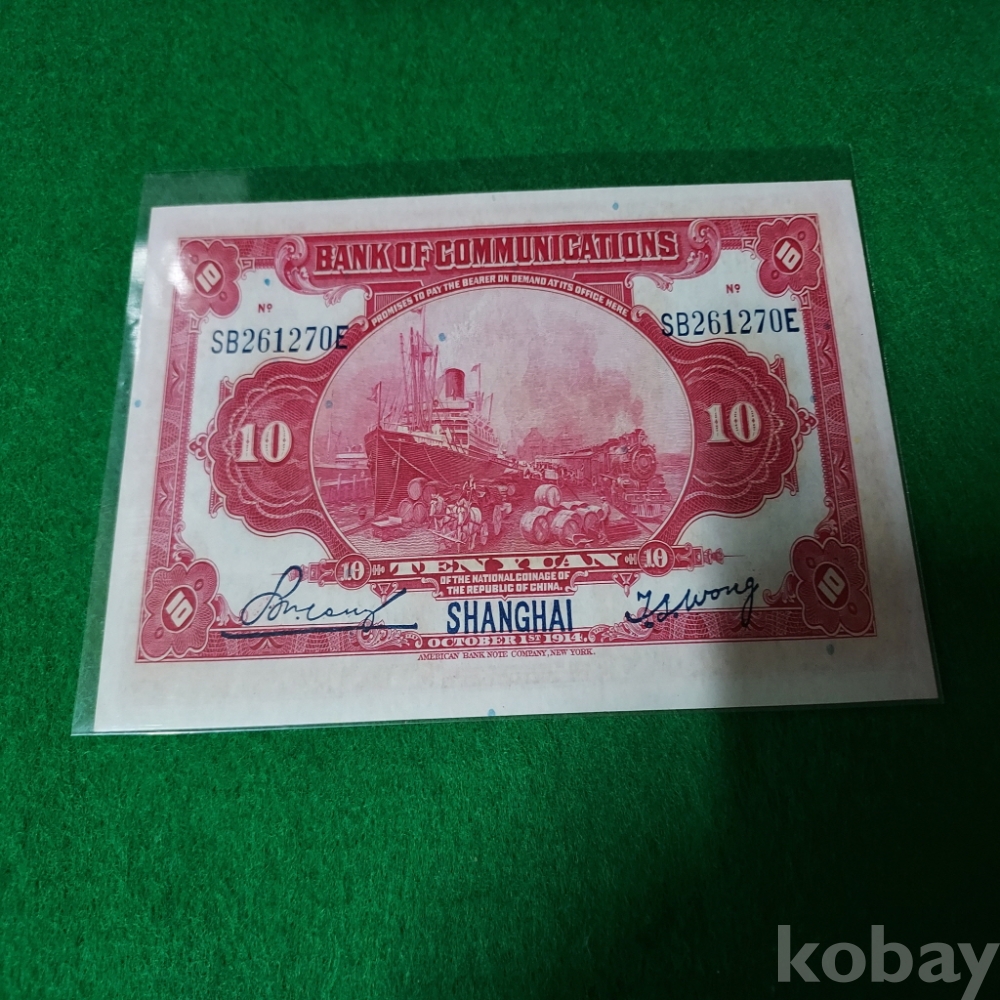 BANK OF COMMUNICATIONS
PROMISES TO PAY THE BEARER ON DEMAND AT ITS OFFICE HERE
10
10
Nº
Nº
SB261270E
SB261270E
10
10
10 TEN YUAN 10
OF THE NATIONAL COINAGE OF
THE REPUBLIC OF CHINA.
10
10
SHANGHAI
T.S. Wong
OCTOBER 1ST 1914.
AMERICAN BANK NOTE COMPANY, NEW YORK.
kobay